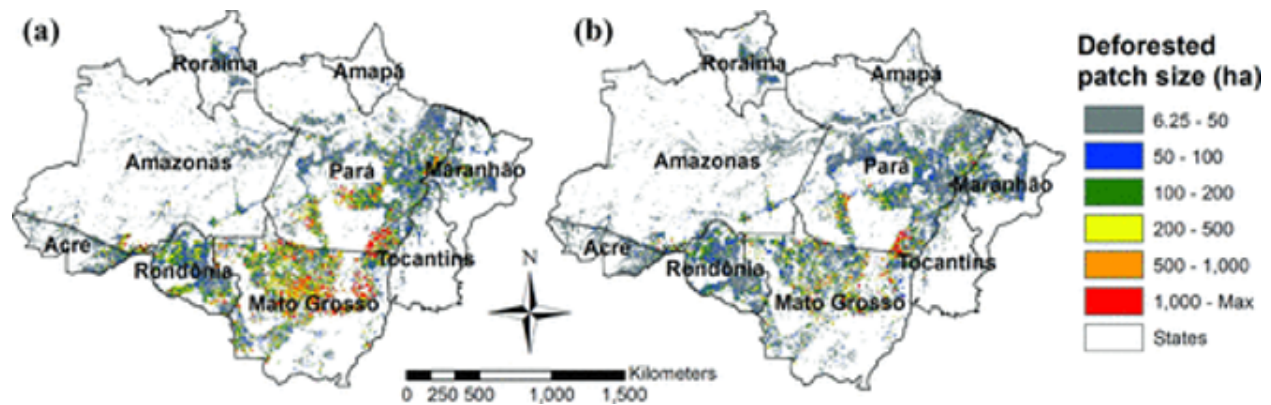 (a)
Roraima
Amapá
Amazonas
Pará
Maranhão
Acre
Rondônia
Tocantins
Mato Grosso
N
Kilometers
0 250 500 1,000 1,500
(b)
Roraima
Amapá
Amazonas
Pará
Maranhão
Acre
Rondônia
Tocantins
Mato Grosso
Deforested
patch size (ha)
6.25 - 50
50 - 100
100 - 200
200 - 500
500 - 1,000
1,000 - Max
States